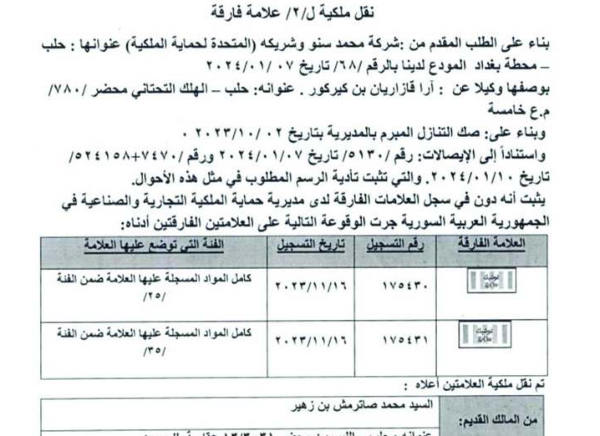 نقل ملكية ل/٢/ علامة فارقة
بناء على الطلب المقدم من :شركة محمد سنو وشريكه (المتحدة لحماية الملكية) عنوانها : حلب
– محطة بغداد المودع لدينا بالرقم /٦٨/ تاريخ ٢٠٢٤/٠١/٠٧
بوصفها وكيلا عن : آرا قازاريان بن كيركور . عنوانه: حلب – الهلك التحتاني محضر /٧٨٠/
م.ع خامسة
وبناء على: صك التنازل المبرم بالمديرية بتاريخ ٢٠٢٣/١٠/٠٢ ٠
واستناداً إلى الإيصالات: رقم /٥١٣٠/ تاريخ ٢٠٢٤/٠١/٠٧ ورقم /٧٤٧٠+٥٢٤١٥٨/
تاريخ ٢٠٢٤/٠١/١٠. والتي تثبت تأدية الرسم المطلوب في مثل هذه الأحوال.
يثبت أنه دون في سجل العلامات الفارقة لدى مديرية حماية الملكية التجارية والصناعية في
الجمهورية العربية السورية جرت الوقوعة التالية على العلامتين الفارقتين أدناه:
العلامة الفارقة رقم التسجيل تاريخ التسجيل الفئة التي توضع عليها العلامة
١٧٥٤٣٠ ٢٠٢٣/١١/١٦ كامل المواد المسجلة عليها العلامة ضمن الفئة
/٢٥/
١٧٥٤٣١ ٢٠٢٣/١١/١٦ كامل المواد المسجلة عليها العلامة ضمن الفئة
/٣٥/
تم نقل ملكية العلامتين أعلاه :
من المالك القديم: السيد محمد صاترمش بن زهير